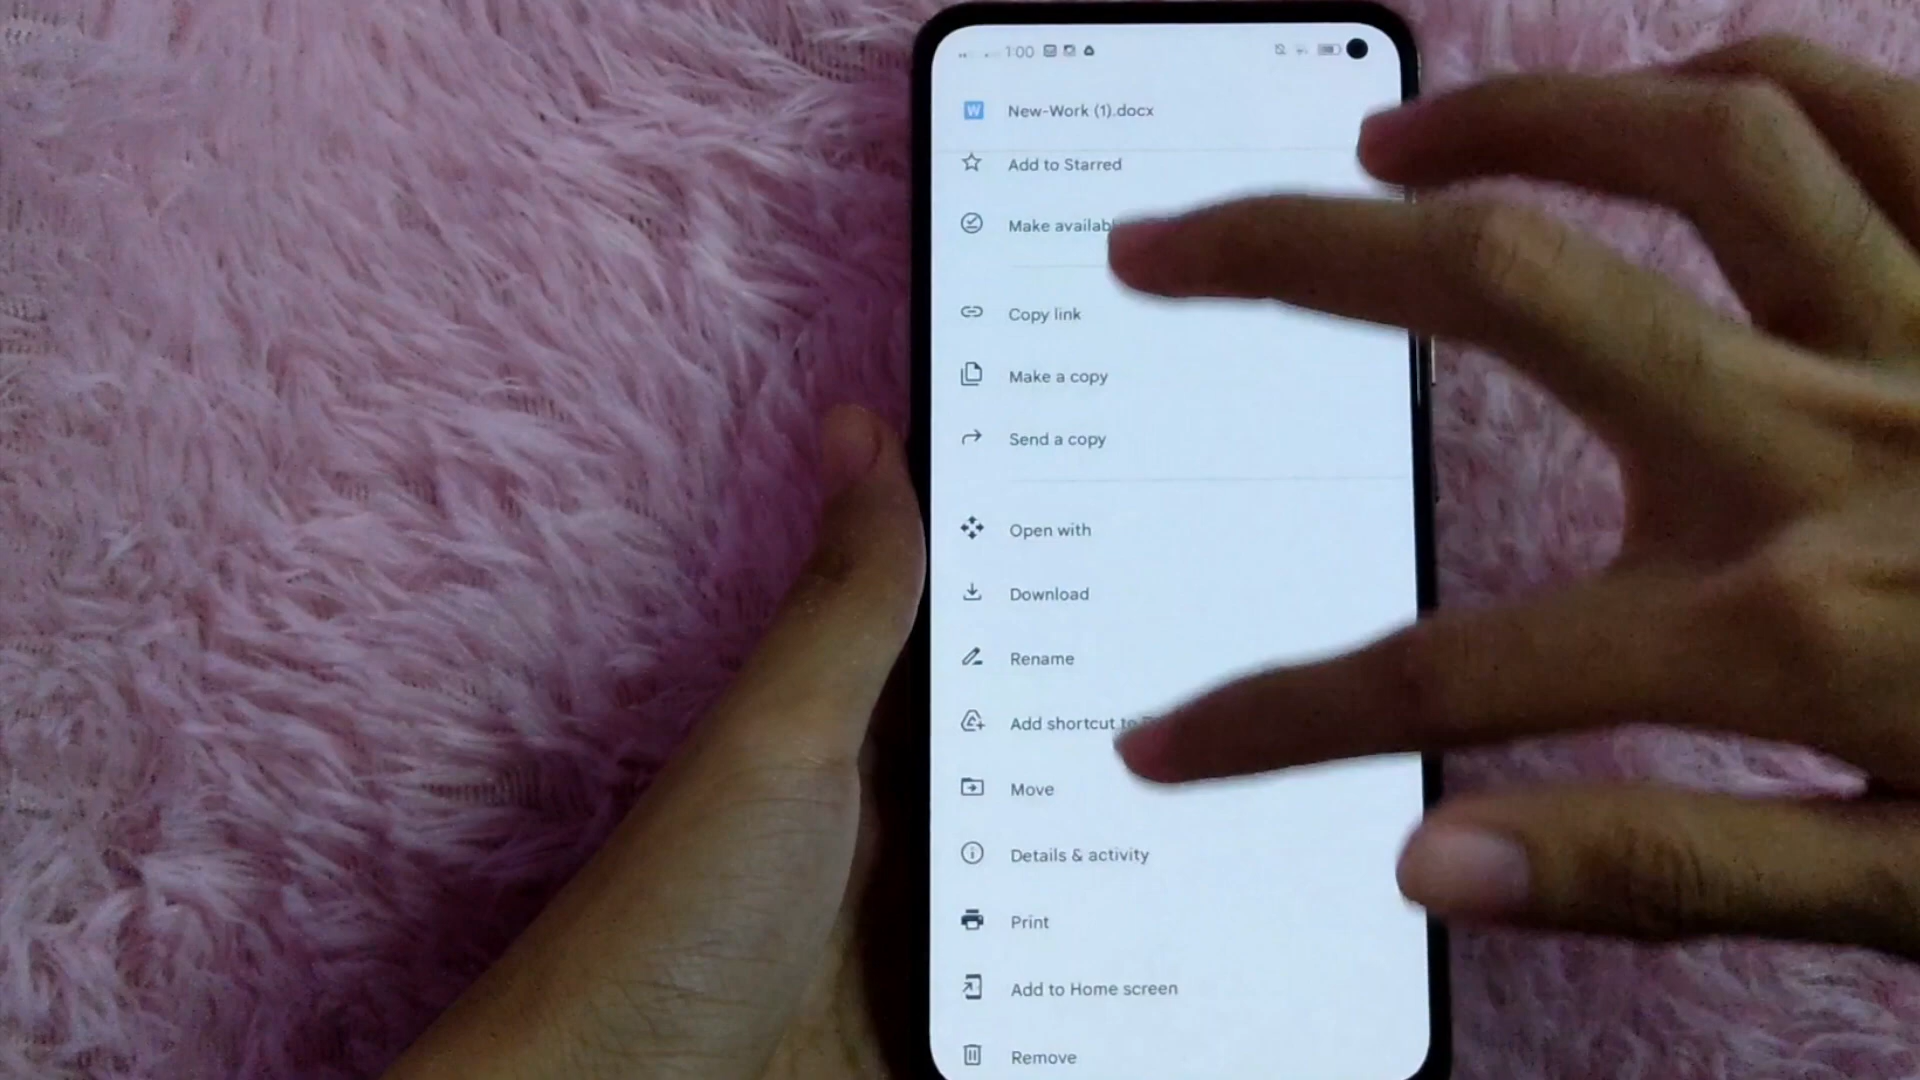 1:00
W New-Work (1).docx
Add to Starred
Make availab
Copy link
Make a copy
Send a copy
Open with
Download
Rename
Add shortcut to
Move
Details & activity
Print
Add to Home screen
Remove